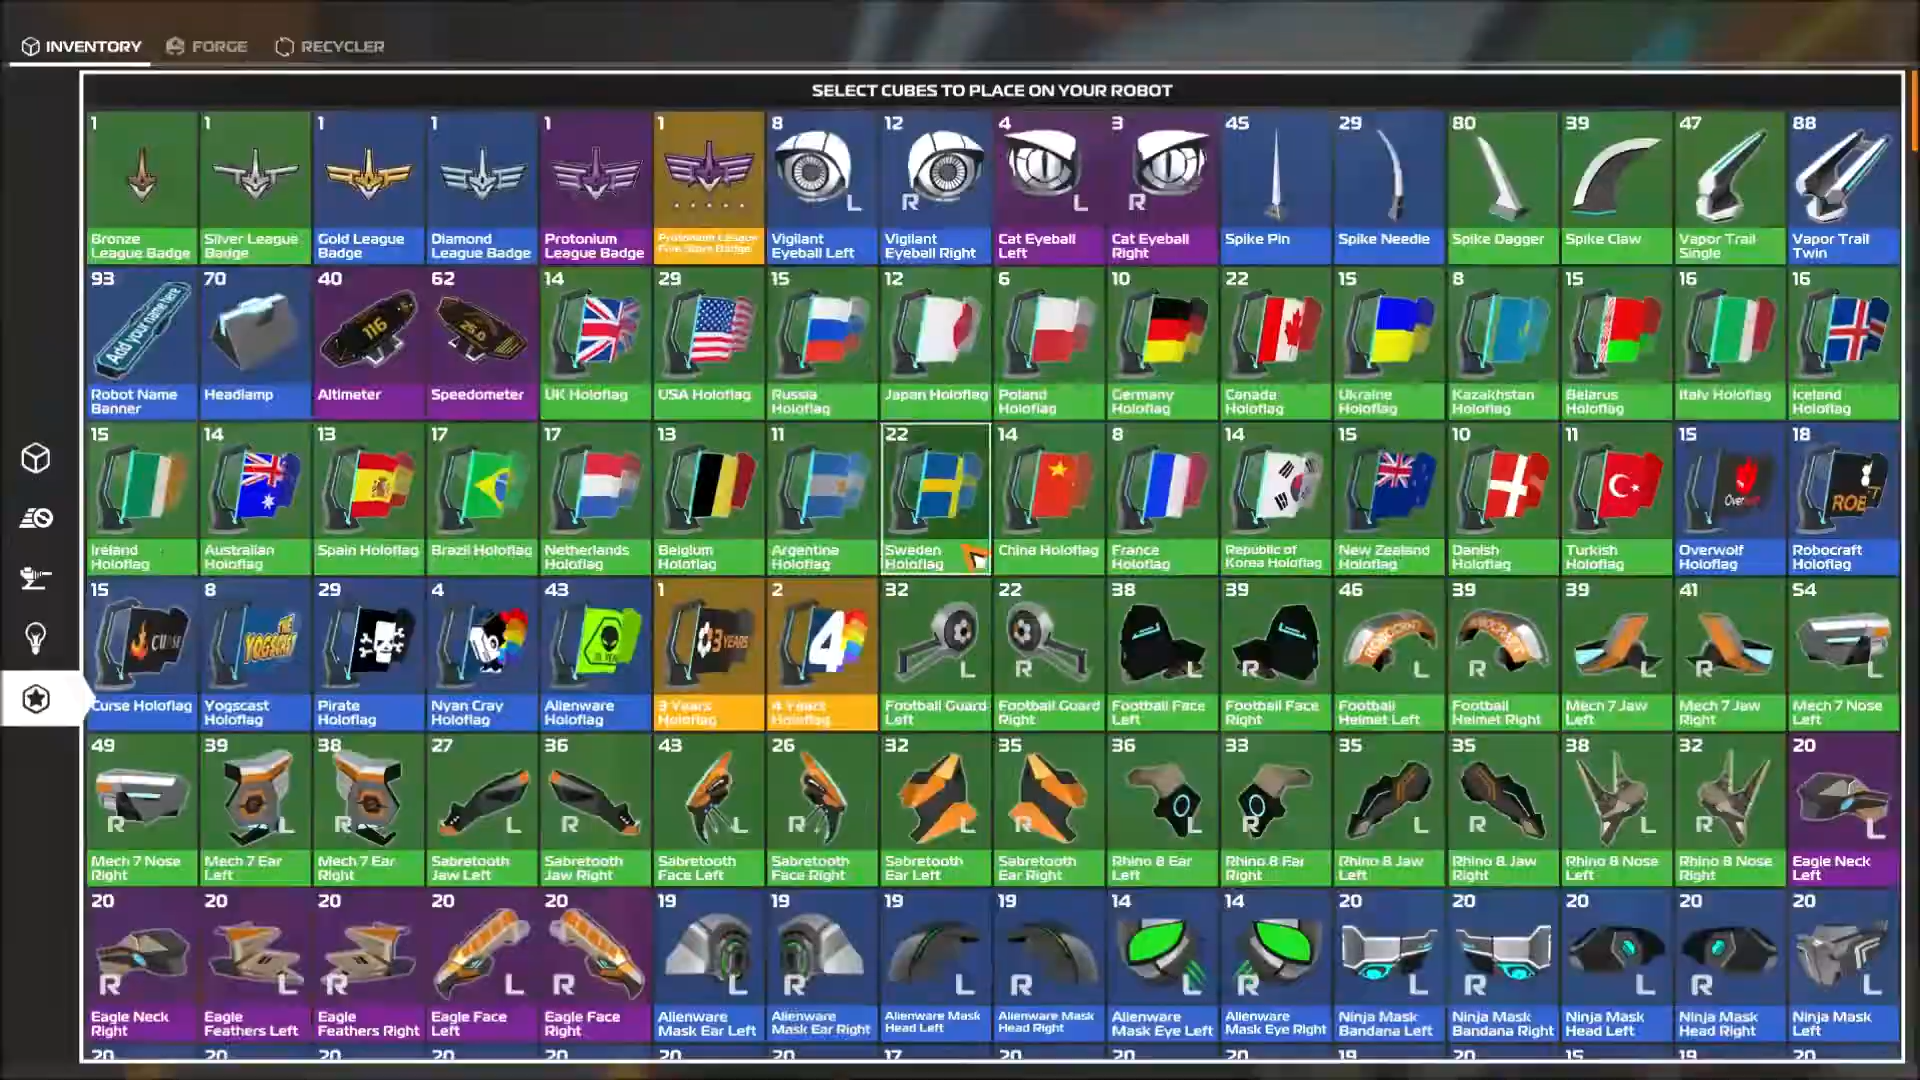 INVENTORY FORGE RECYCLER
SELECT CUBES TO PLACE ON YOUR ROBOT
1 1 1 1 1 1 8 12 4 3 45 29 80 39 47 88
L R L R
Bronze League Badge
Silver League Badge
Gold League Badge
Diamond League Badge
Protonium League Badge
Protonium League Five Stars Badge
Vigilant Eyeball Left
Vigilant Eyeball Right
Cat Eyeball Left
Cat Eyeball Right
Spike Pin
Spike Needle
Spike Dagger
Spike Claw
Vapor Trail Single
Vapor Trail Twin
93 70 40 62 14 29 15 12 6 10 22 15 8 15 16 16
Add your name here
116
Robot Name Banner
Headlamp
Altimeter
Speedometer
UK Holoflag
USA Holoflag
Russia Holoflag
Japan Holoflag
Poland Holoflag
Germany Holoflag
Canada Holoflag
Ukraine Holoflag
Kazakhstan Holoflag
Belarus Holoflag
Italy Holoflag
Iceland Holoflag
15 14 13 17 17 13 11 22 14 8 14 15 10 11 15 18
Ireland Holoflag
Australian Holoflag
Spain Holoflag
Brazil Holoflag
Netherlands Holoflag
Belgium Holoflag
Argentina Holoflag
Sweden Holoflag
China Holoflag
France Holoflag
Republic of Korea Holoflag
New Zealand Holoflag
Danish Holoflag
Turkish Holoflag
Overwolf Holoflag
Robocraft Holoflag
15 8 29 4 43 1 2 32 22 38 39 46 39 39 41 54
THE YOGSCAST
3 YEARS
4
L R L R L R L R L
Curse Holoflag
Yogscast Holoflag
Pirate Holoflag
Nyan Cray Holoflag
Alienware Holoflag
3 Years Holoflag
4 Years Holoflag
Football Guard Left
Football Guard Right
Football Face Left
Football Face Right
Football Helmet Left
Football Helmet Right
Mech 7 Jaw Left
Mech 7 Jaw Right
Mech 7 Nose Left
49 39 38 27 36 43 26 32 35 36 33 35 35 38 32 20
R L R L R L R L R L R L R L R L
Mech 7 Nose Right
Mech 7 Ear Left
Mech 7 Ear Right
Sabretooth Jaw Left
Sabretooth Jaw Right
Sabretooth Face Left
Sabretooth Face Right
Sabretooth Ear Left
Sabretooth Ear Right
Rhino 8 Ear Left
Rhino 8 Ear Right
Rhino 8 Jaw Left
Rhino 8 Jaw Right
Rhino 8 Nose Left
Rhino 8 Nose Right
Eagle Neck Left
20 20 20 20 20 19 19 19 19 14 14 20 20 20 20 20
R L R L R L R L R L R L R L R L
Eagle Neck Right
Eagle Feathers Left
Eagle Feathers Right
Eagle Face Left
Eagle Face Right
Alienware Mask Ear Left
Alienware Mask Ear Right
Alienware Mask Head Left
Alienware Mask Head Right
Alienware Mask Eye Left
Alienware Mask Eye Right
Ninja Mask Bandana Left
Ninja Mask Bandana Right
Ninja Mask Head Left
Ninja Mask Head Right
Ninja Mask Left